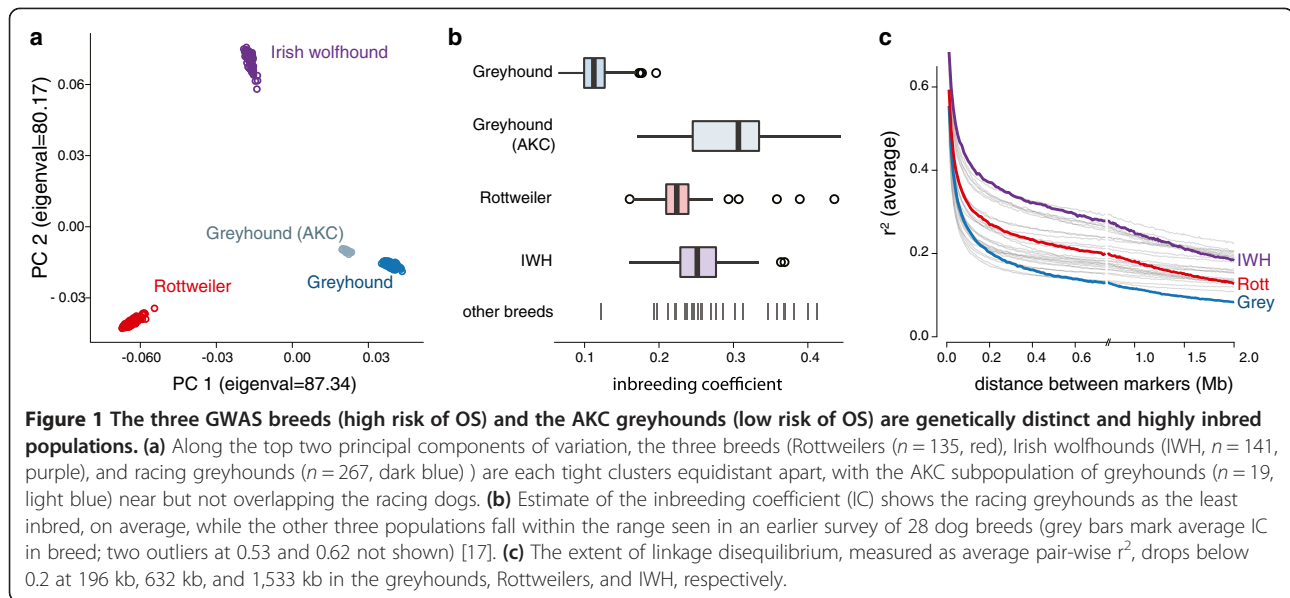 a
Irish wolfhound
Greyhound (AKC)
Greyhound
Rottweiler
PC 2 (eigenval=80.17)
0.06
0.03
0.00
- 0.03
-0.060
-0.03
0.00
0.03
PC 1 (eigenval=87.34)
b
Greyhound
Greyhound
(AKC)
Rottweiler
IWH
other breeds
0.1
0.2
0.3
0.4
inbreeding coefficient
c
r² (average)
0.6
0.4
0.2
0.0
IWH
Rott
Grey
0.0
0.2
0.4
0.6
//
1.0
1.5
2.0
distance between markers (Mb)
Figure 1 The three GWAS breeds (high risk of OS) and the AKC greyhounds (low risk of OS) are genetically distinct and highly inbred
populations. (a) Along the top two principal components of variation, the three breeds (Rottweilers (n = 135, red), Irish wolfhounds (IWH, n = 141,
purple), and racing greyhounds (n = 267, dark blue) ) are each tight clusters equidistant apart, with the AKC subpopulation of greyhounds (n = 19,
light blue) near but not overlapping the racing dogs. (b) Estimate of the inbreeding coefficient (IC) shows the racing greyhounds as the least
inbred, on average, while the other three populations fall within the range seen in an earlier survey of 28 dog breeds (grey bars mark average IC
in breed; two outliers at 0.53 and 0.62 not shown) [17]. (c) The extent of linkage disequilibrium, measured as average pair-wise r², drops below
0.2 at 196 kb, 632 kb, and 1,533 kb in the greyhounds, Rottweilers, and IWH, respectively.